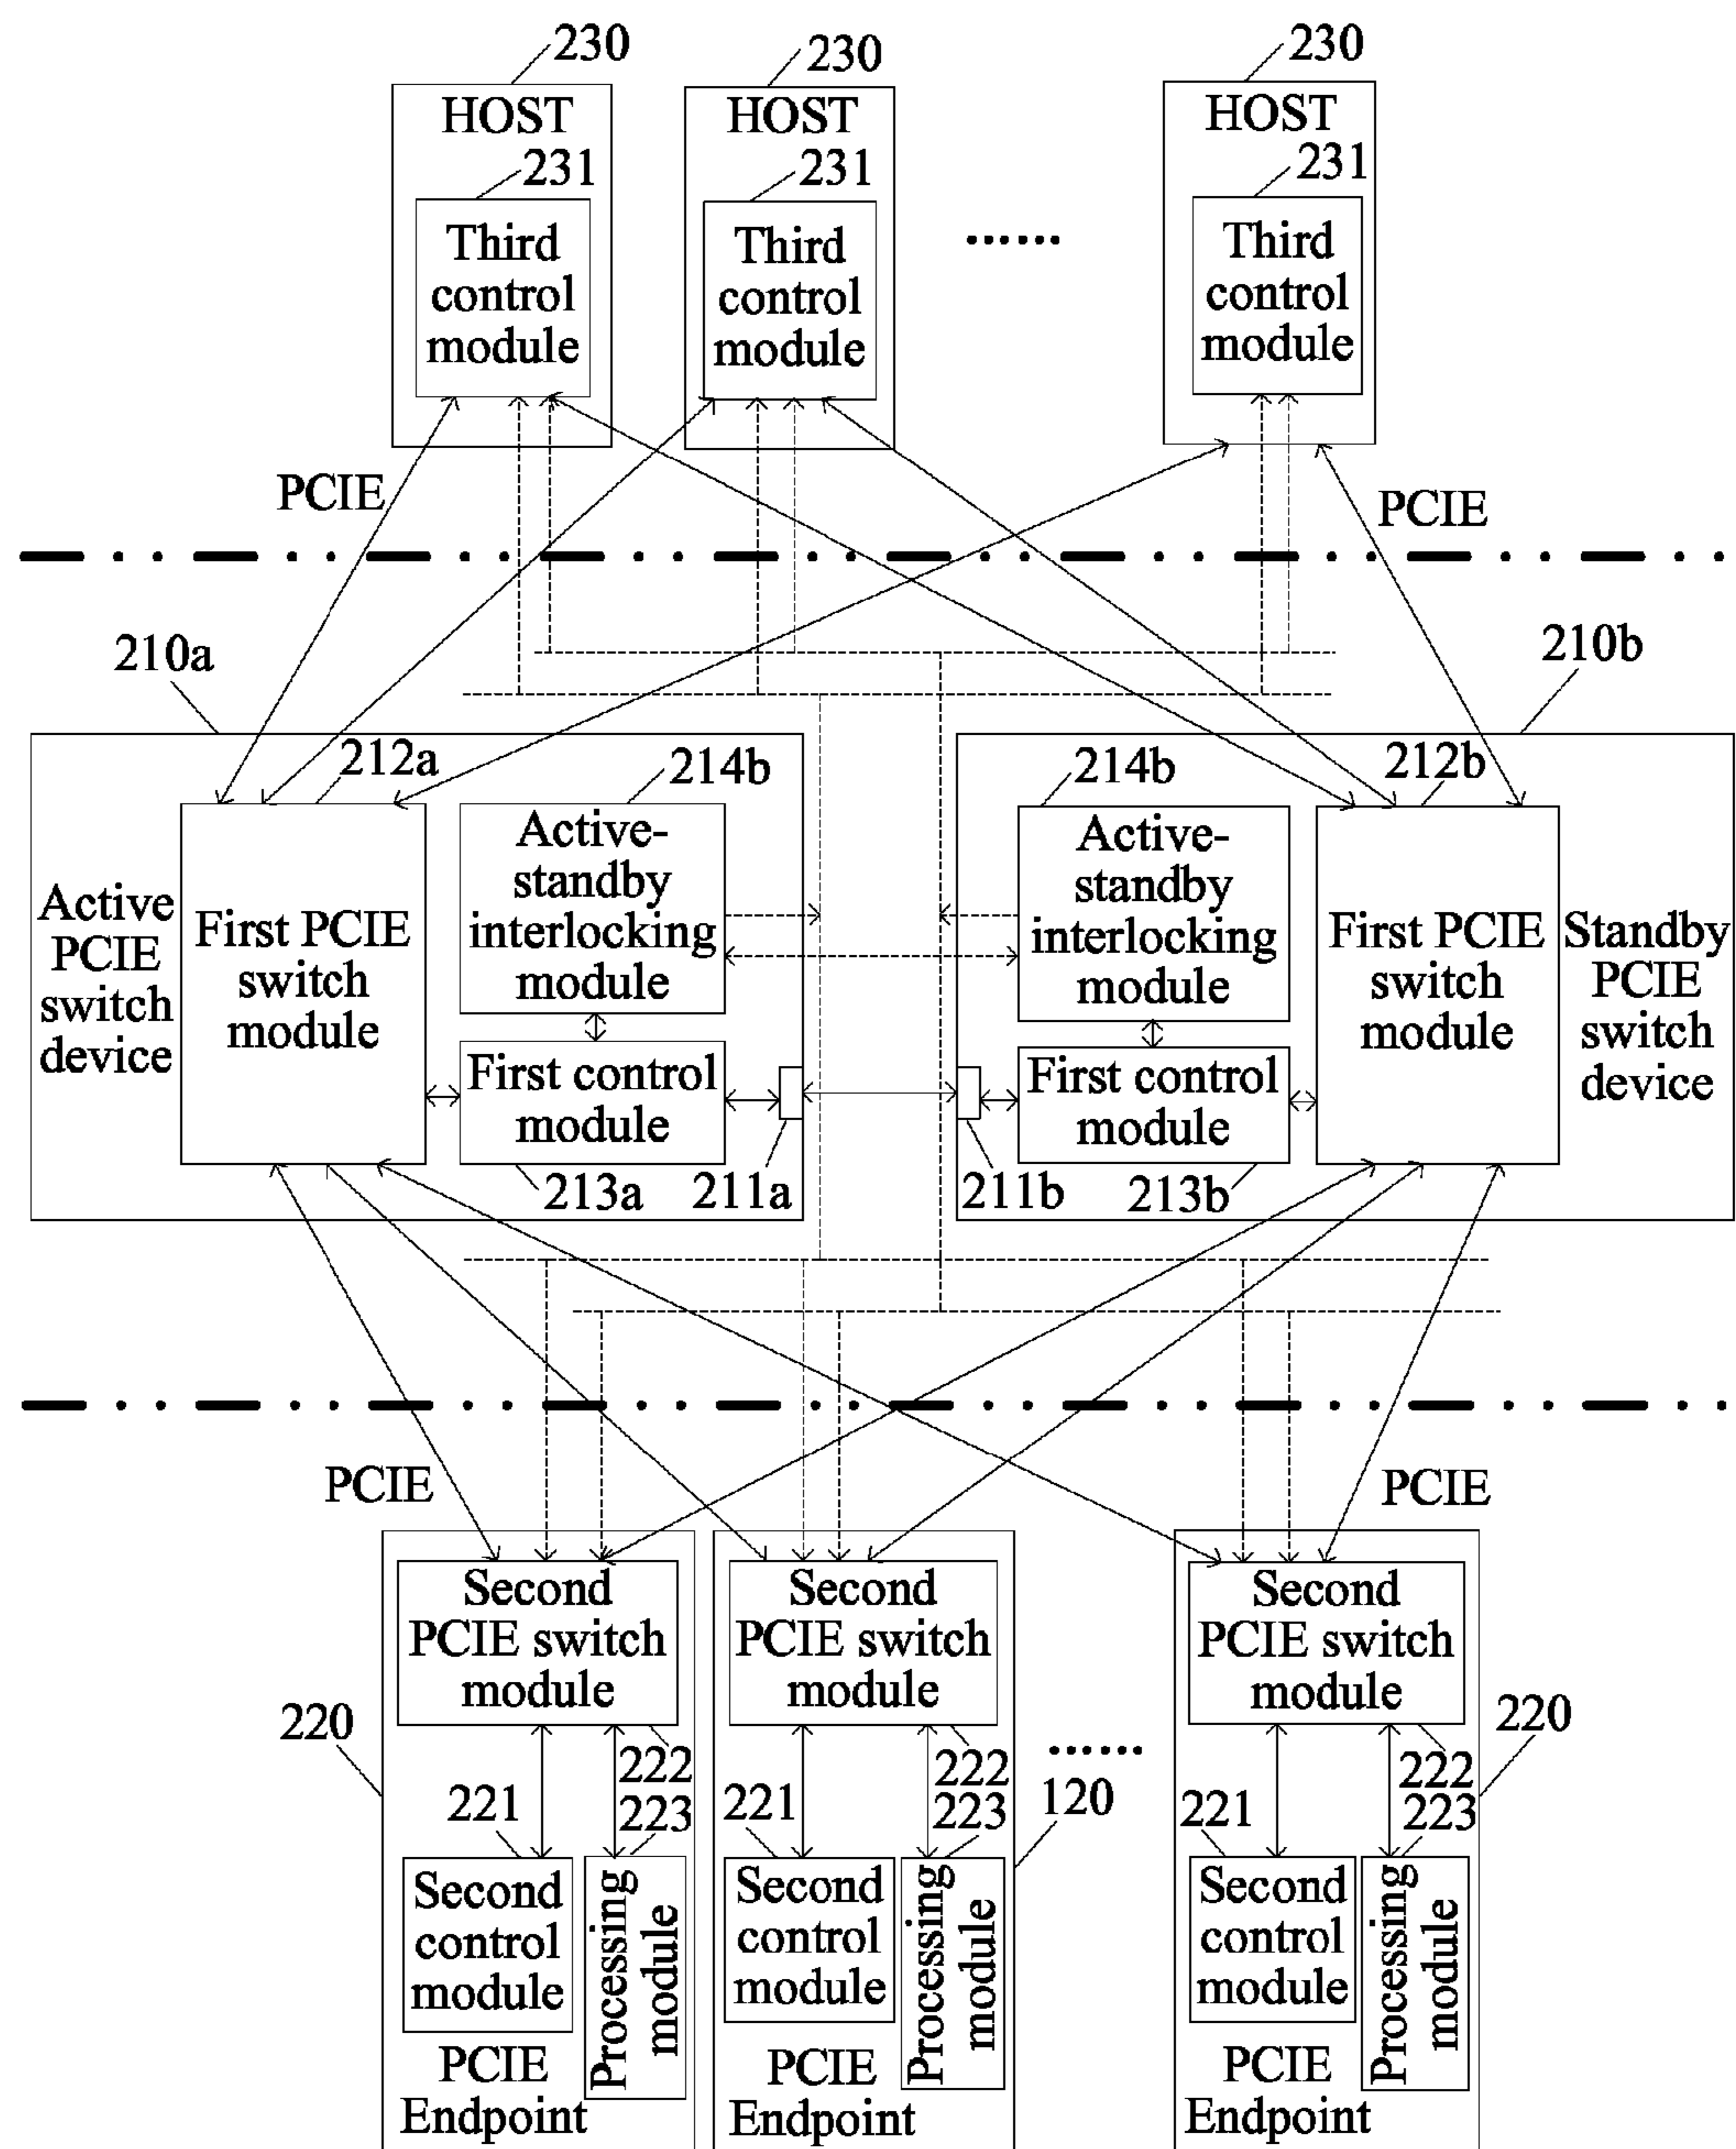 230
230
230
HOST
HOST
HOST
231
231
231
Third
control
module
Third
control
module
......
Third
control
module
PCIE
PCIE
210a
210b
212a
214b
214b
212b
Active
PCIE
switch
device
First PCIE
switch
module
Active-
standby
interlocking
module
Active-
standby
interlocking
module
First PCIE
switch
module
Standby
PCIE
switch
device
First control
module
First control
module
213a
211a
211b
213b
PCIE
PCIE
Second
PCIE switch
module
Second
PCIE switch
module
Second
PCIE switch
module
220
222
222
......
222
220
221
223
221
223
120
221
223
Second
control
module
Processing
module
Second
control
module
Processing
module
Second
control
module
Processing
module
PCIE
Endpoint
PCIE
Endpoint
PCIE
Endpoint